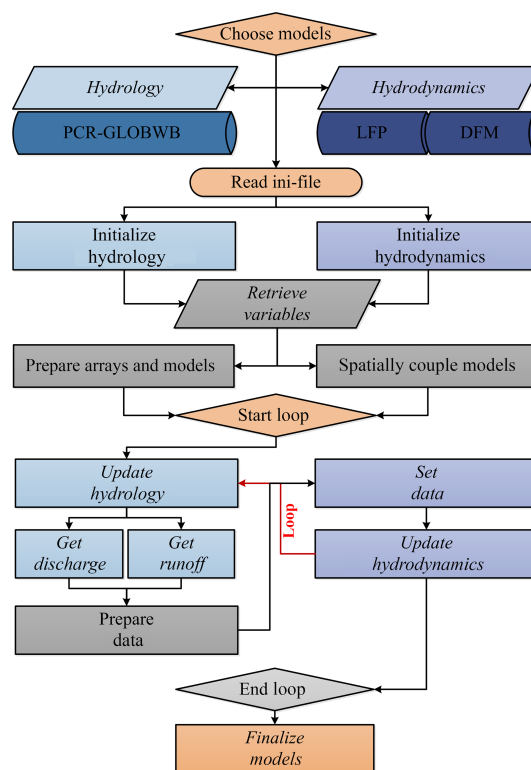 Choose models
Hydrology
Hydrodynamics
PCR-GLOBWB
LFP
DFM
Read ini-file
Initialize
hydrology
Initialize
hydrodynamics
Retrieve
variables
Prepare arrays and models
Spatially couple models
Start loop
Update
hydrology
Set
data
Loop
Get
discharge
Get
runoff
Update
hydrodynamics
Prepare
data
End loop
Finalize
models